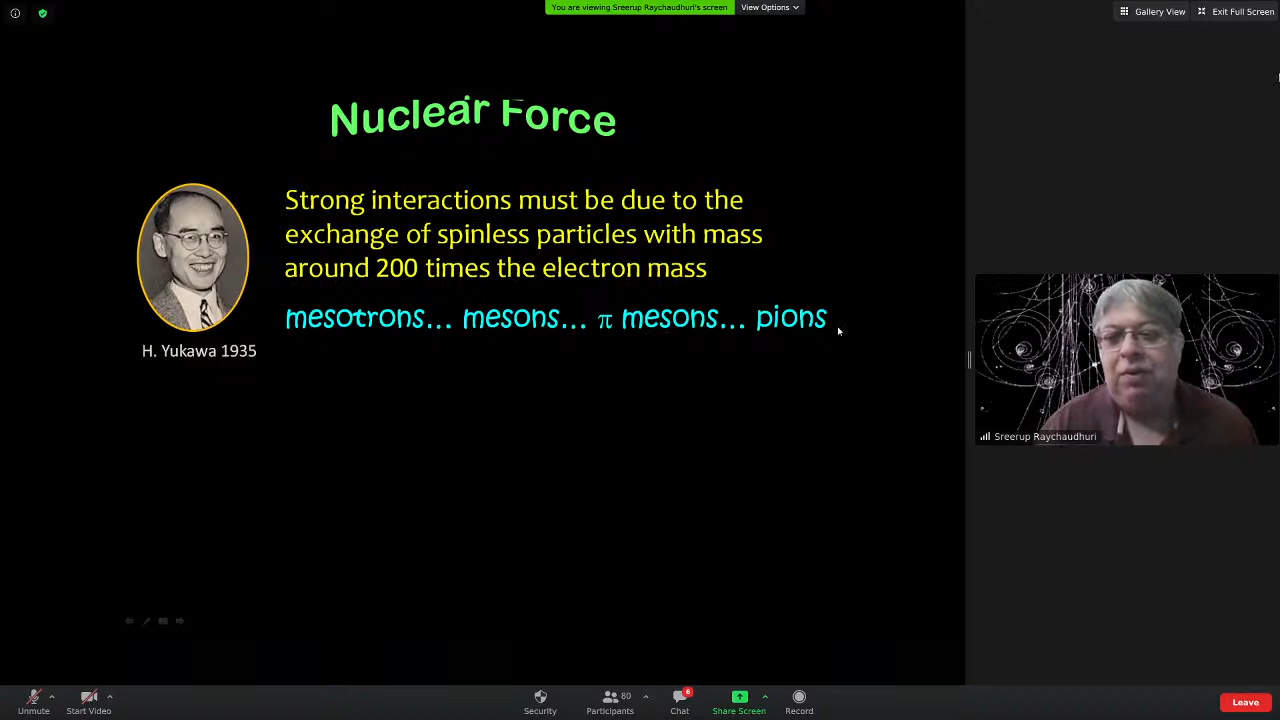 You are viewing Sreerup Raychaudhuri's screen
View Options
Gallery View
Exit Full Screen
Nuclear Force
Strong interactions must be due to the
exchange of spinless particles with mass
around 200 times the electron mass
mesotrons... mesons... π mesons... pions
H. Yukawa 1935
Sreerup Raychaudhuri
Unmute
Start Video
Security
80
Participants
6
Chat
Share Screen
Record
Leave